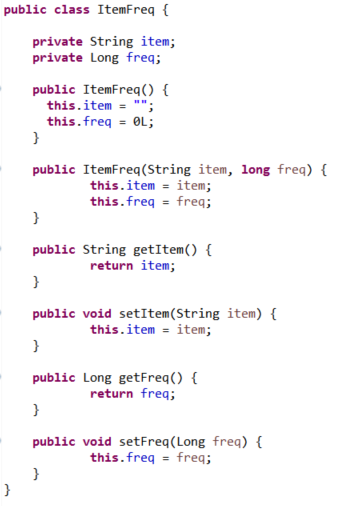 public class ItemFreq {
private String item;
private Long freq;
public ItemFreq() {
this.item = "";
this.freq = 0L;
}
public ItemFreq(String item, long freq) {
this.item = item;
this.freq = freq;
}
public String getItem() {
return item;
}
public void setItem(String item) {
this.item = item;
}
public Long getFreq() {
return freq;
}
public void setFreq(Long freq) {
this.freq = freq;
}
}